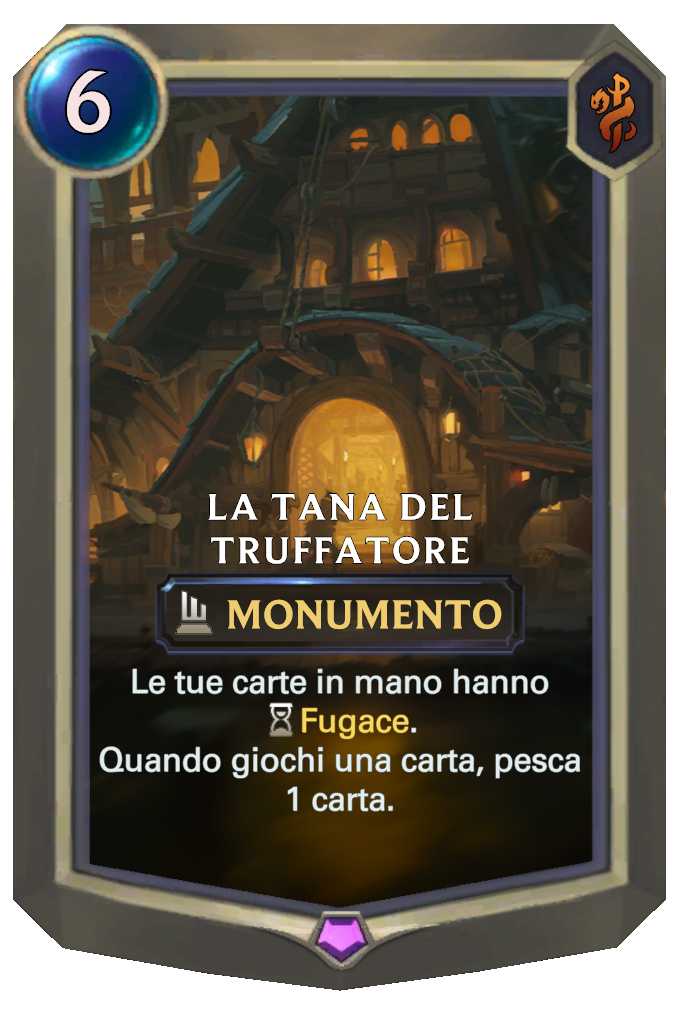 6
LA TANA DEL
TRUFFATORE
MONUMENTO
Le tue carte in mano hanno
Fugace.
Quando giochi una carta, pesca
1 carta.